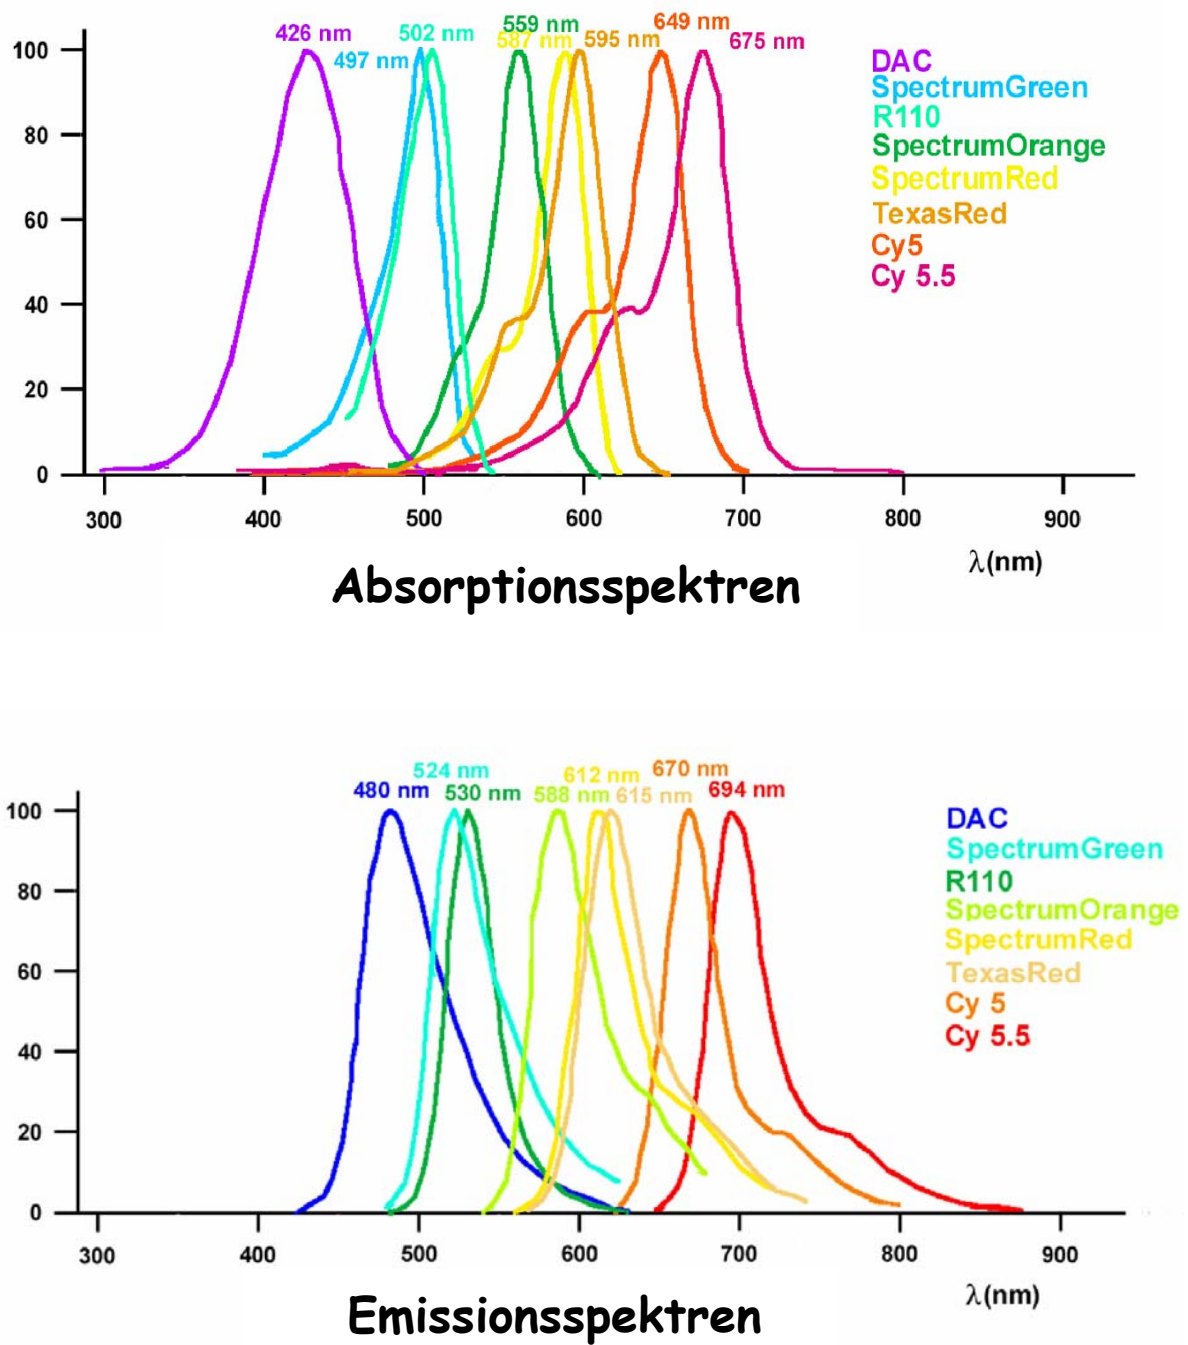 559 nm
649 nm
426 nm
502 nm
587 nm
595 nm
675 nm
497 nm
100
80
60
40
20
0
DAC
SpectrumGreen
R110
SpectrumOrange
SpectrumRed
TexasRed
Cy5
Cy 5.5
300 400 500 600 700 800 900
λ(nm)
Absorptionsspektren
524 nm
612 nm
670 nm
480 nm
530 nm
588 nm
615 nm
694 nm
100
80
60
40
20
0
DAC
SpectrumGreen
R110
SpectrumOrange
SpectrumRed
TexasRed
Cy 5
Cy 5.5
300 400 500 600 700 800 900
λ(nm)
Emissionsspektren